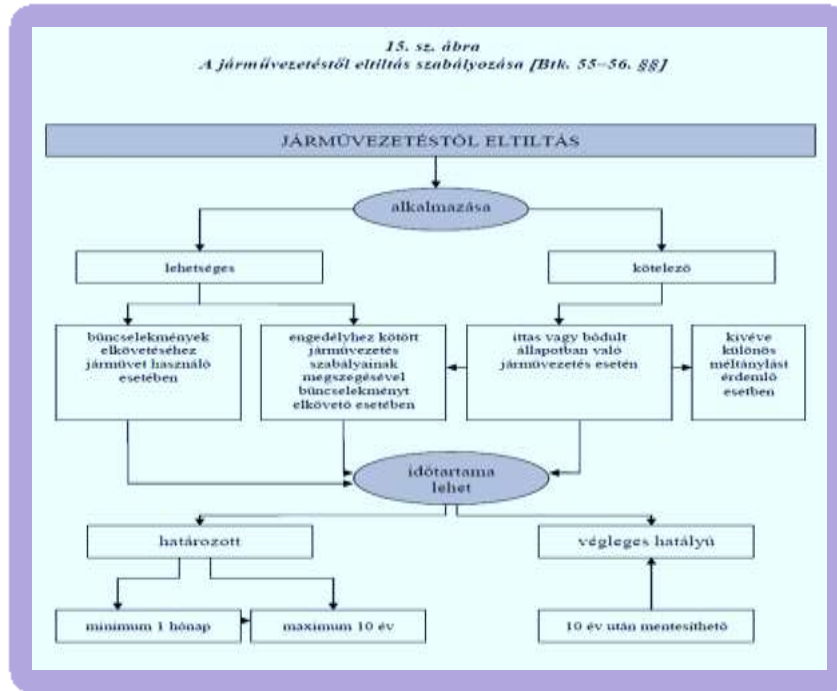 15. sz. ábra
A járművezetéstől eltiltás szabályozása [Btk. 55–56. §§]
JÁRMŰVEZETÉSTŐL ELTILTÁS
alkalmazása
lehetséges
kötelező
bűncselekmények
elkövetéséhez
járművet használó
esetében
engedélyhez kötött
járművezetés
szabályainak
megszegésével
bűncselekményt
elkövető esetében
ittas vagy bódult
állapotban való
járművezetés esetén
kivéve
különös
méltánylást
érdemlő
esetben
időtartama
lehet
határozott
végleges hatályú
minimum 1 hónap
maximum 10 év
10 év után mentesíthető